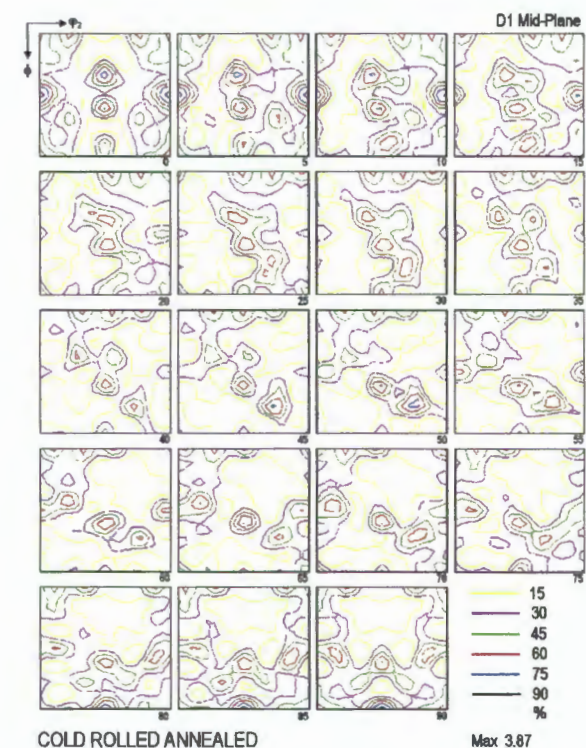 φ₂
D1 Mid-Plane
Φ
0 5 10 15
20 25 30 35
40 45 50 55
60 65 70 75
80 85 90
15
30
45
60
75
90
%
COLD ROLLED ANNEALED
Max 3.87